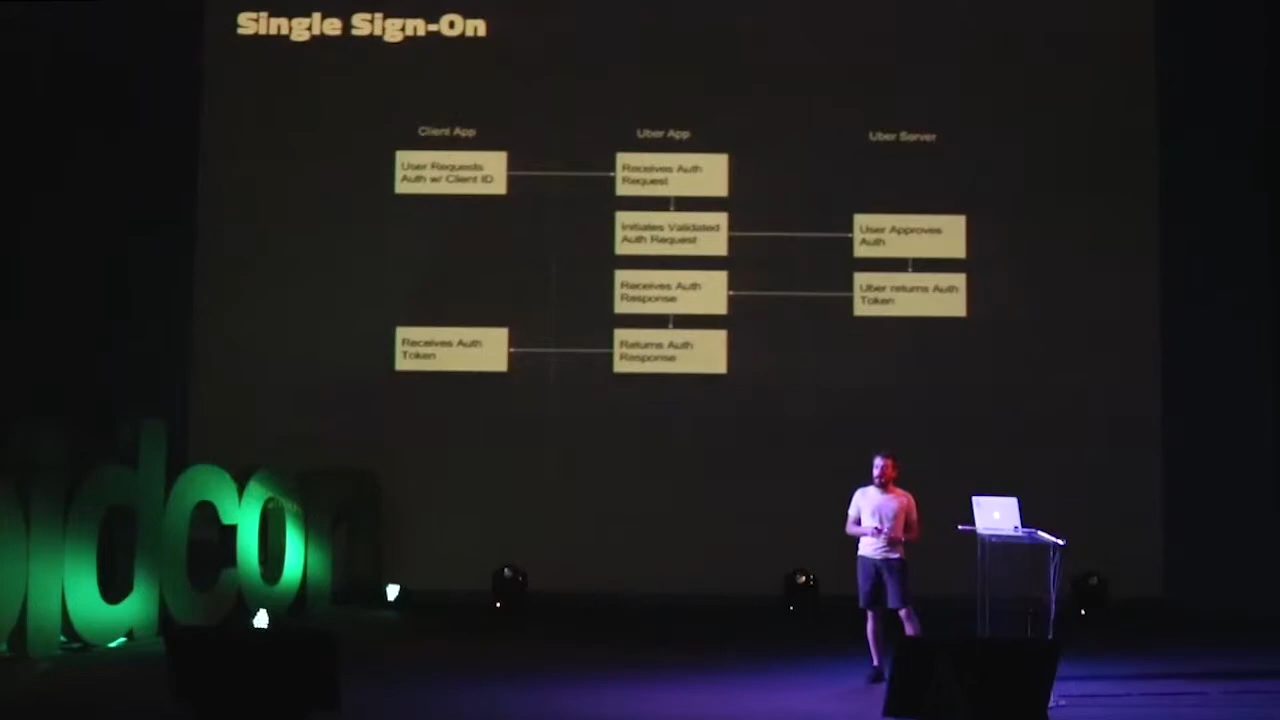 Single Sign-On
Client App
Uber App
Uber Server
User Requests
Auth w/ Client ID
Receives Auth
Request
Initiates Validated
Auth Request
User Approves
Auth
Receives Auth
Response
Uber returns Auth
Token
Receives Auth
Token
Returns Auth
Response
idcon